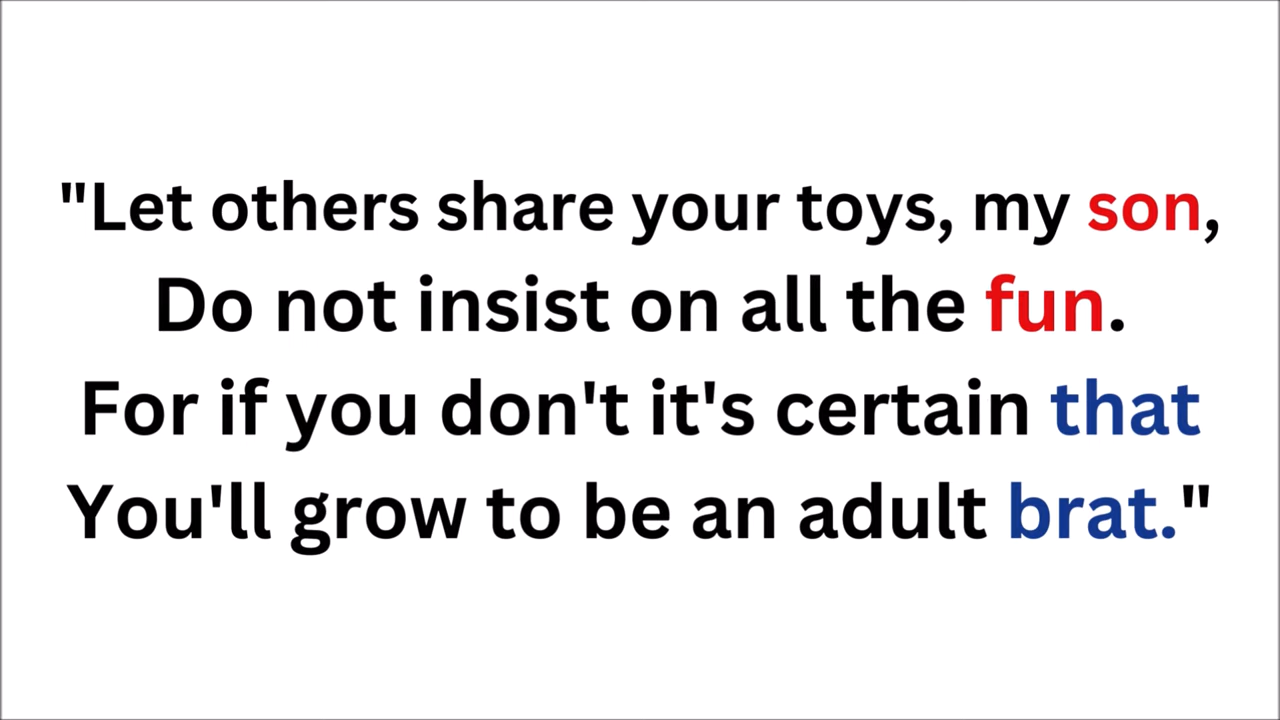 "Let others share your toys, my son,
Do not insist on all the fun.
For if you don't it's certain that
You'll grow to be an adult brat."